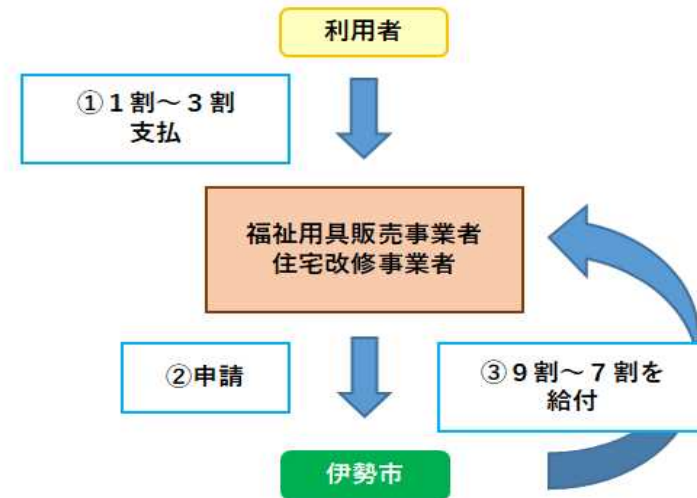 利用者
①１割～３割
支払
福祉用具販売事業者
住宅改修事業者
②申請
③９割～７割を
給付
伊勢市